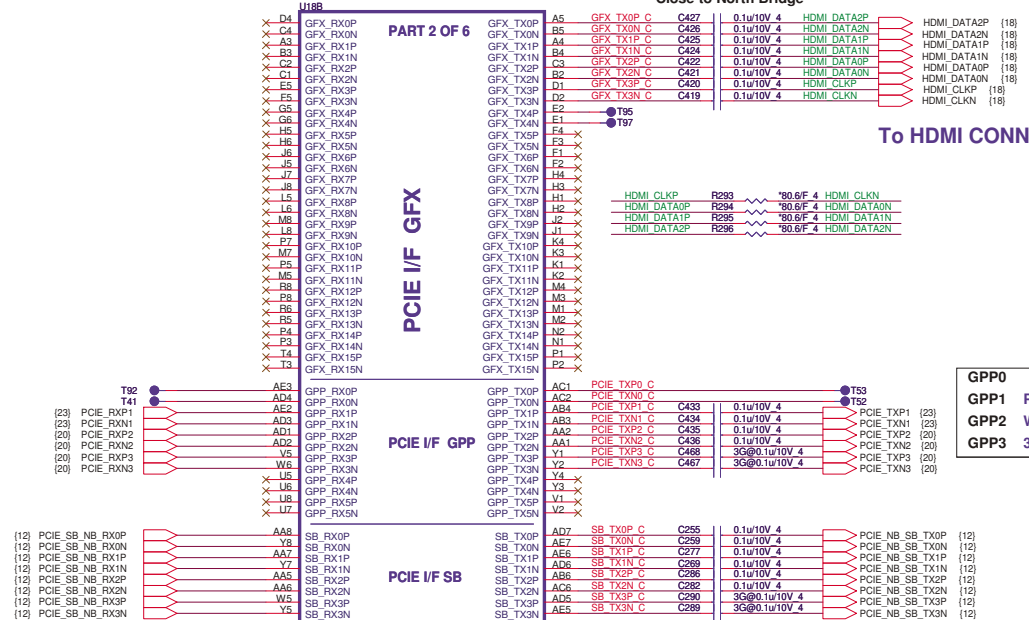 U18B
Close to North Bridge
PART 2 OF 6
D4 GFX_RX0P GFX_TX0P A5 GFX_TX0P_C C427 0.1u/10V_4 HDMI_DATA2P HDMI_DATA2P {18}
C4 GFX_RX0N GFX_TX0N B5 GFX_TX0N_C C426 0.1u/10V_4 HDMI_DATA2N HDMI_DATA2N {18}
A3 GFX_RX1P GFX_TX1P A4 GFX_TX1P_C C425 0.1u/10V_4 HDMI_DATA1P HDMI_DATA1P {18}
B3 GFX_RX1N GFX_TX1N B4 GFX_TX1N_C C424 0.1u/10V_4 HDMI_DATA1N HDMI_DATA1N {18}
C2 GFX_RX2P GFX_TX2P C3 GFX_TX2P_C C422 0.1u/10V_4 HDMI_DATA0P HDMI_DATA0P {18}
C1 GFX_RX2N GFX_TX2N B2 GFX_TX2N_C C421 0.1u/10V_4 HDMI_DATA0N HDMI_DATA0N {18}
E5 GFX_RX3P GFX_TX3P D1 GFX_TX3P_C C420 0.1u/10V_4 HDMI_CLKP HDMI_CLKP {18}
F5 GFX_RX3N GFX_TX3N D2 GFX_TX3N_C C419 0.1u/10V_4 HDMI_CLKN HDMI_CLKN {18}
G5 GFX_RX4P GFX_TX4P E2 T95
G6 GFX_RX4N GFX_TX4N E1 T97
H5 GFX_RX5P GFX_TX5P F4
H6 GFX_RX5N GFX_TX5N F3
J6 GFX_RX6P GFX_TX6P F1
J5 GFX_RX6N GFX_TX6N F2
J7 GFX_RX7P GFX_TX7P H4
J8 GFX_RX7N GFX_TX7N H3
L5 GFX_RX8P GFX_TX8P H1
L6 GFX_RX8N GFX_TX8N H2
M8 GFX_RX9P GFX_TX9P J2
L8 GFX_RX9N GFX_TX9N J1
P7 GFX_RX10P GFX_TX10P K4
M7 GFX_RX10N GFX_TX10N K3
P5 GFX_RX11P GFX_TX11P K1
M5 GFX_RX11N GFX_TX11N K2
R8 GFX_RX12P GFX_TX12P M4
P8 GFX_RX12N GFX_TX12N M3
R6 GFX_RX13P GFX_TX13P M1
R5 GFX_RX13N GFX_TX13N M2
P4 GFX_RX14P GFX_TX14P N2
P3 GFX_RX14N GFX_TX14N N1
T4 GFX_RX15P GFX_TX15P P1
T3 GFX_RX15N GFX_TX15N P2
PCIE I/F GFX
To HDMI CONN
HDMI_CLKP R293 *80.6/F_4 HDMI_CLKN
HDMI_DATA0P R294 *80.6/F_4 HDMI_DATA0N
HDMI_DATA1P R295 *80.6/F_4 HDMI_DATA1N
HDMI_DATA2P R296 *80.6/F_4 HDMI_DATA2N
T92 AE3 GPP_RX0P GPP_TX0P AC1 PCIE_TXP0_C T53
T41 AD4 GPP_RX0N GPP_TX0N AC2 PCIE_TXN0_C T52
{23} PCIE_RXP1 AE2 GPP_RX1P GPP_TX1P AB4 PCIE_TXP1_C C433 0.1u/10V_4 PCIE_TXP1 {23}
{23} PCIE_RXN1 AD3 GPP_RX1N GPP_TX1N AB3 PCIE_TXN1_C C434 0.1u/10V_4 PCIE_TXN1 {23}
{20} PCIE_RXP2 AD1 GPP_RX2P GPP_TX2P AA2 PCIE_TXP2_C C435 0.1u/10V_4 PCIE_TXP2 {20}
{20} PCIE_RXN2 AD2 GPP_RX2N GPP_TX2N AA1 PCIE_TXN2_C C436 0.1u/10V_4 PCIE_TXN2 {20}
{20} PCIE_RXP3 V5 GPP_RX3P GPP_TX3P Y1 PCIE_TXP3_C C468 3G@0.1u/10V_4 PCIE_TXP3 {20}
{20} PCIE_RXN3 W6 GPP_RX3N GPP_TX3N Y2 PCIE_TXN3_C C467 3G@0.1u/10V_4 PCIE_TXN3 {20}
U5 GPP_RX4P GPP_TX4P Y4
U6 GPP_RX4N GPP_TX4N Y3
U8 GPP_RX5P GPP_TX5P V1
U7 GPP_RX5N GPP_TX5N V2
PCIE I/F GPP
GPP0
GPP1
GPP2
GPP3 3
{12} PCIE_SB_NB_RX0P AA8 SB_RX0P SB_TX0P AD7 SB_TX0P_C C255 0.1u/10V_4 PCIE_NB_SB_TX0P {12}
{12} PCIE_SB_NB_RX0N Y8 SB_RX0N SB_TX0N AE7 SB_TX0N_C C259 0.1u/10V_4 PCIE_NB_SB_TX0N {12}
{12} PCIE_SB_NB_RX1P AA7 SB_RX1P SB_TX1P AE6 SB_TX1P_C C277 0.1u/10V_4 PCIE_NB_SB_TX1P {12}
{12} PCIE_SB_NB_RX1N Y7 SB_RX1N SB_TX1N AD6 SB_TX1N_C C269 0.1u/10V_4 PCIE_NB_SB_TX1N {12}
{12} PCIE_SB_NB_RX2P AA5 SB_RX2P SB_TX2P AB6 SB_TX2P_C C286 0.1u/10V_4 PCIE_NB_SB_TX2P {12}
{12} PCIE_SB_NB_RX2N AA6 SB_RX2N SB_TX2N AC6 SB_TX2N_C C282 0.1u/10V_4 PCIE_NB_SB_TX2N {12}
{12} PCIE_SB_NB_RX3P W5 SB_RX3P SB_TX3P AD5 SB_TX3P_C C290 3G@0.1u/10V_4 PCIE_NB_SB_TX3P {12}
{12} PCIE_SB_NB_RX3N Y5 SB_RX3N SB_TX3N AE5 SB_TX3N_C C289 3G@0.1u/10V_4 PCIE_NB_SB_TX3N {12}
PCIE I/F SB